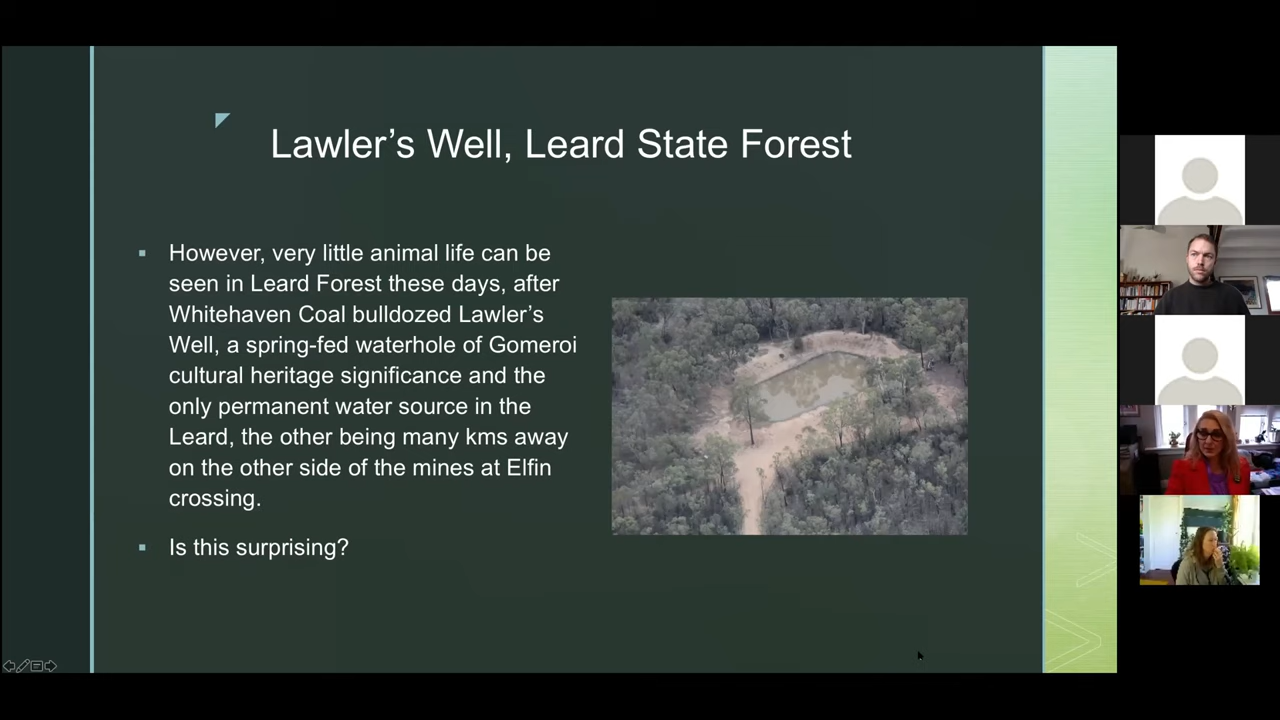 Lawler’s Well, Leard State Forest
However, very little animal life can be
seen in Leard Forest these days, after
Whitehaven Coal bulldozed Lawler’s
Well, a spring-fed waterhole of Gomeroi
cultural heritage significance and the
only permanent water source in the
Leard, the other being many kms away
on the other side of the mines at Elfin
crossing.
Is this surprising?